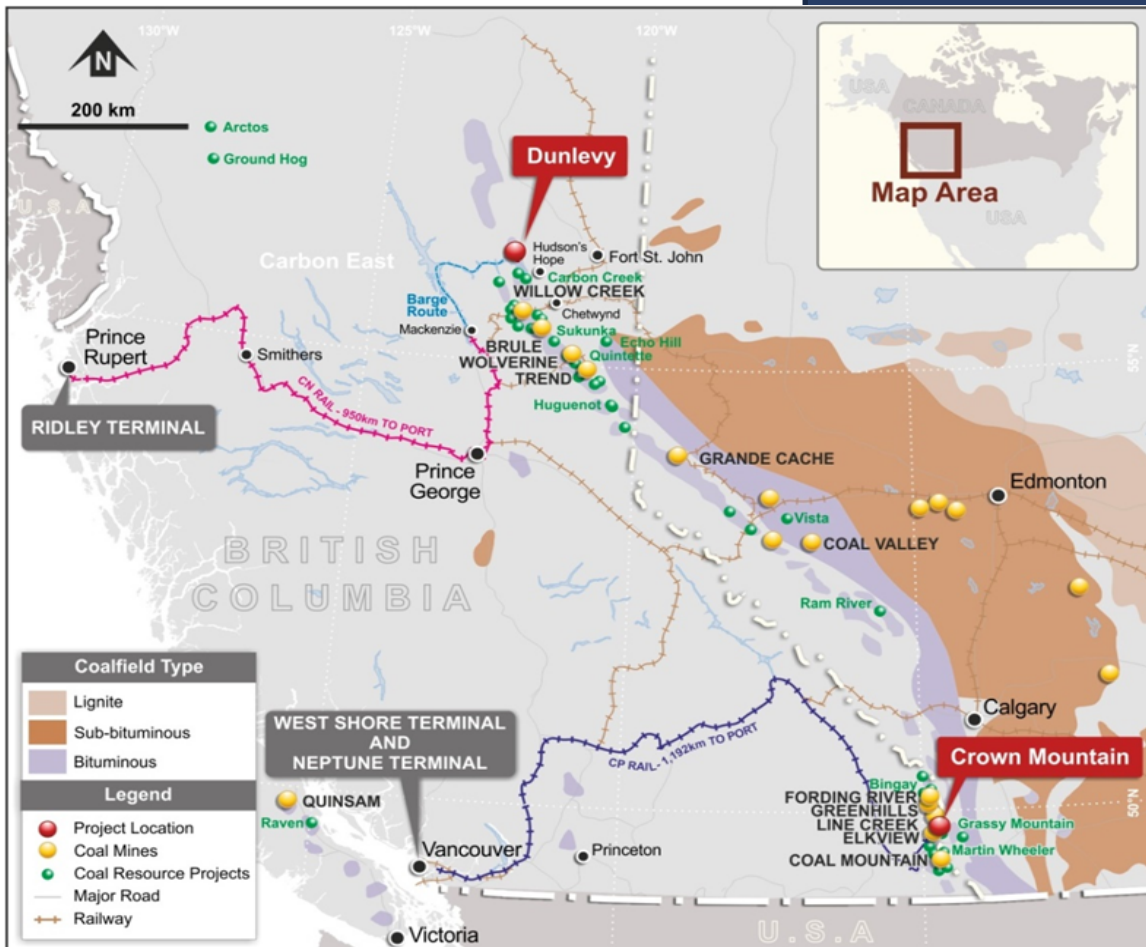 130°W
125°W
120°W
N
200 km
Arctos
Ground Hog
U.S.A
USA
CANADA
USA
Map Area
Dunlevy
Hudson's
Hope
Fort St. John
Carbon East
Carbon Creek
WILLOW CREEK
Barge
Route
Chetwynd
Mackenzie
Sukunka
Echo Hill
BRULE
Quintette
WOLVERINE
TREND
55°N
Prince
Rupert
Smithers
Huguenot
CN RAIL - 950km TO PORT
RIDLEY TERMINAL
Prince
George
GRANDE CACHE
Edmonton
Vista
COAL VALLEY
BRITISH
COLUMBIA
Ram River
Coalfield Type
Lignite
Sub-bituminous
Bituminous
Legend
Project Location
Coal Mines
Coal Resource Projects
Major Road
Railway
WEST SHORE TERMINAL
AND
NEPTUNE TERMINAL
CP RAIL - 1,192km TO PORT
Calgary
Crown Mountain
Bingay
50°N
QUINSAM
Raven
FORDING RIVER
GREENHILLS
LINE CREEK
Grassy Mountain
ELKVIEW
Martin Wheeler
COAL MOUNTAIN
Vancouver
Princeton
Victoria
U.S.A